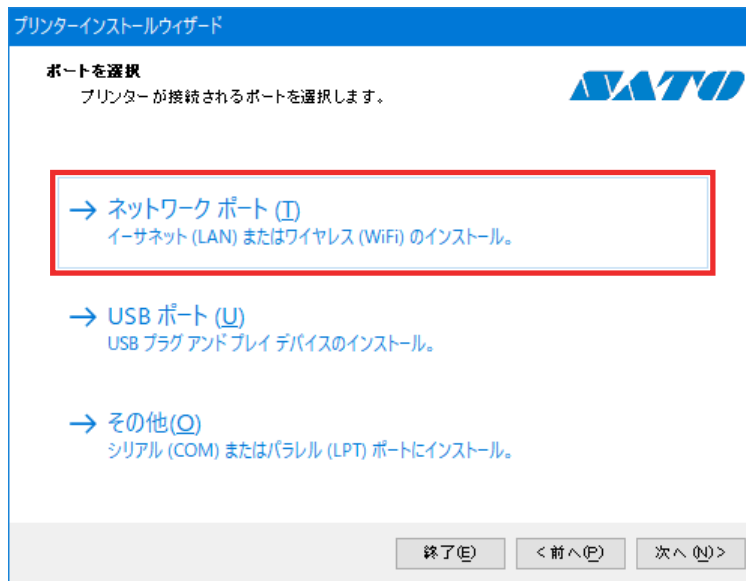 プリンターインストールウィザード
ポートを選択
プリンターが接続されるポートを選択します。
SATO
→ ネットワーク ポート (T)
イーサネット (LAN) またはワイヤレス (WiFi) のインストール。
→ USB ポート (U)
USB プラグ アンド プレイ デバイスのインストール。
→ その他(O)
シリアル (COM) またはパラレル (LPT) ポートにインストール。
終了(E) <前へ(P) 次へ(N)>